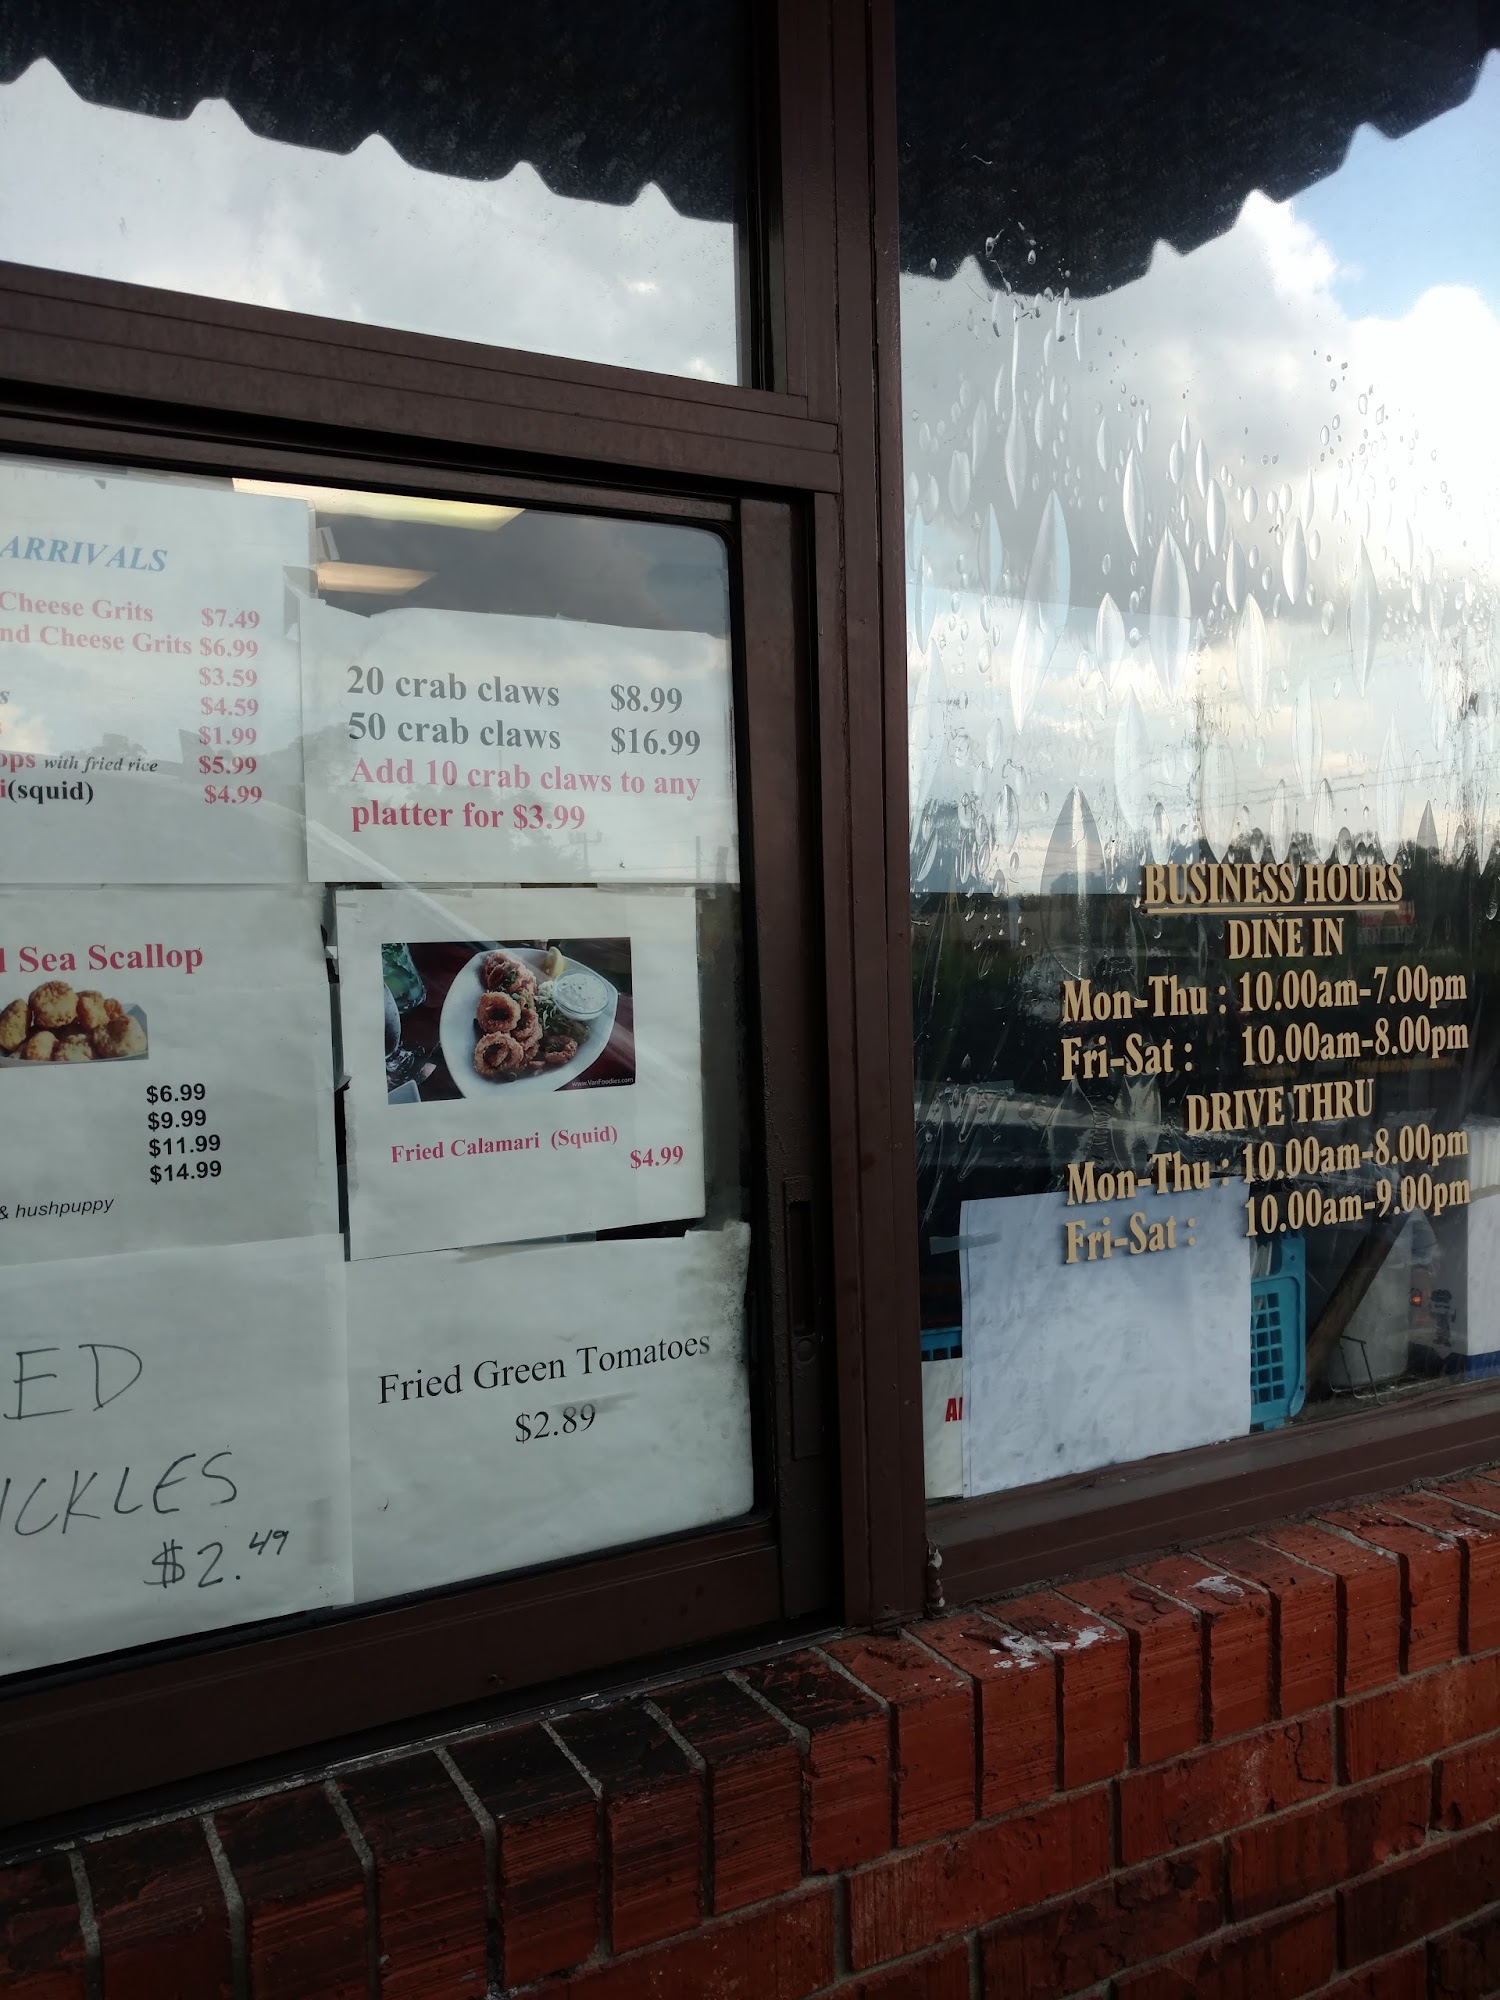 ARRIVALS
Cheese Grits $7.49
nd Cheese Grits $6.99
$3.59
s $4.59
$1.99
ops with fried rice $5.99
i(squid) $4.99
20 crab claws $8.99
50 crab claws $16.99
Add 10 crab claws to any
platter for $3.99
d Sea Scallop
$6.99
$9.99
$11.99
$14.99
& hushpuppy
www.VanFoodies.com
Fried Calamari (Squid)
$4.99
ED
ICKLES
$2.49
Fried Green Tomatoes
$2.89
BUSINESS HOURS
DINE IN
Mon-Thu : 10.00am-7.00pm
Fri-Sat : 10.00am-8.00pm
DRIVE THRU
Mon-Thu : 10.00am-8.00pm
Fri-Sat : 10.00am-9.00pm